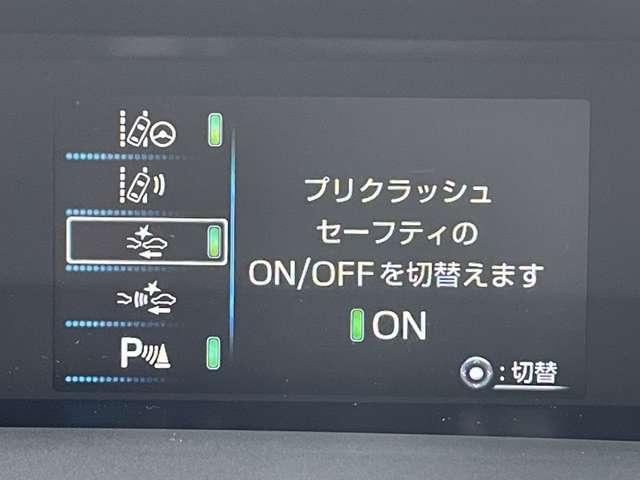 プリクラッシュ
セーフティの
ON/OFFを切替えます
ON
P
:切替